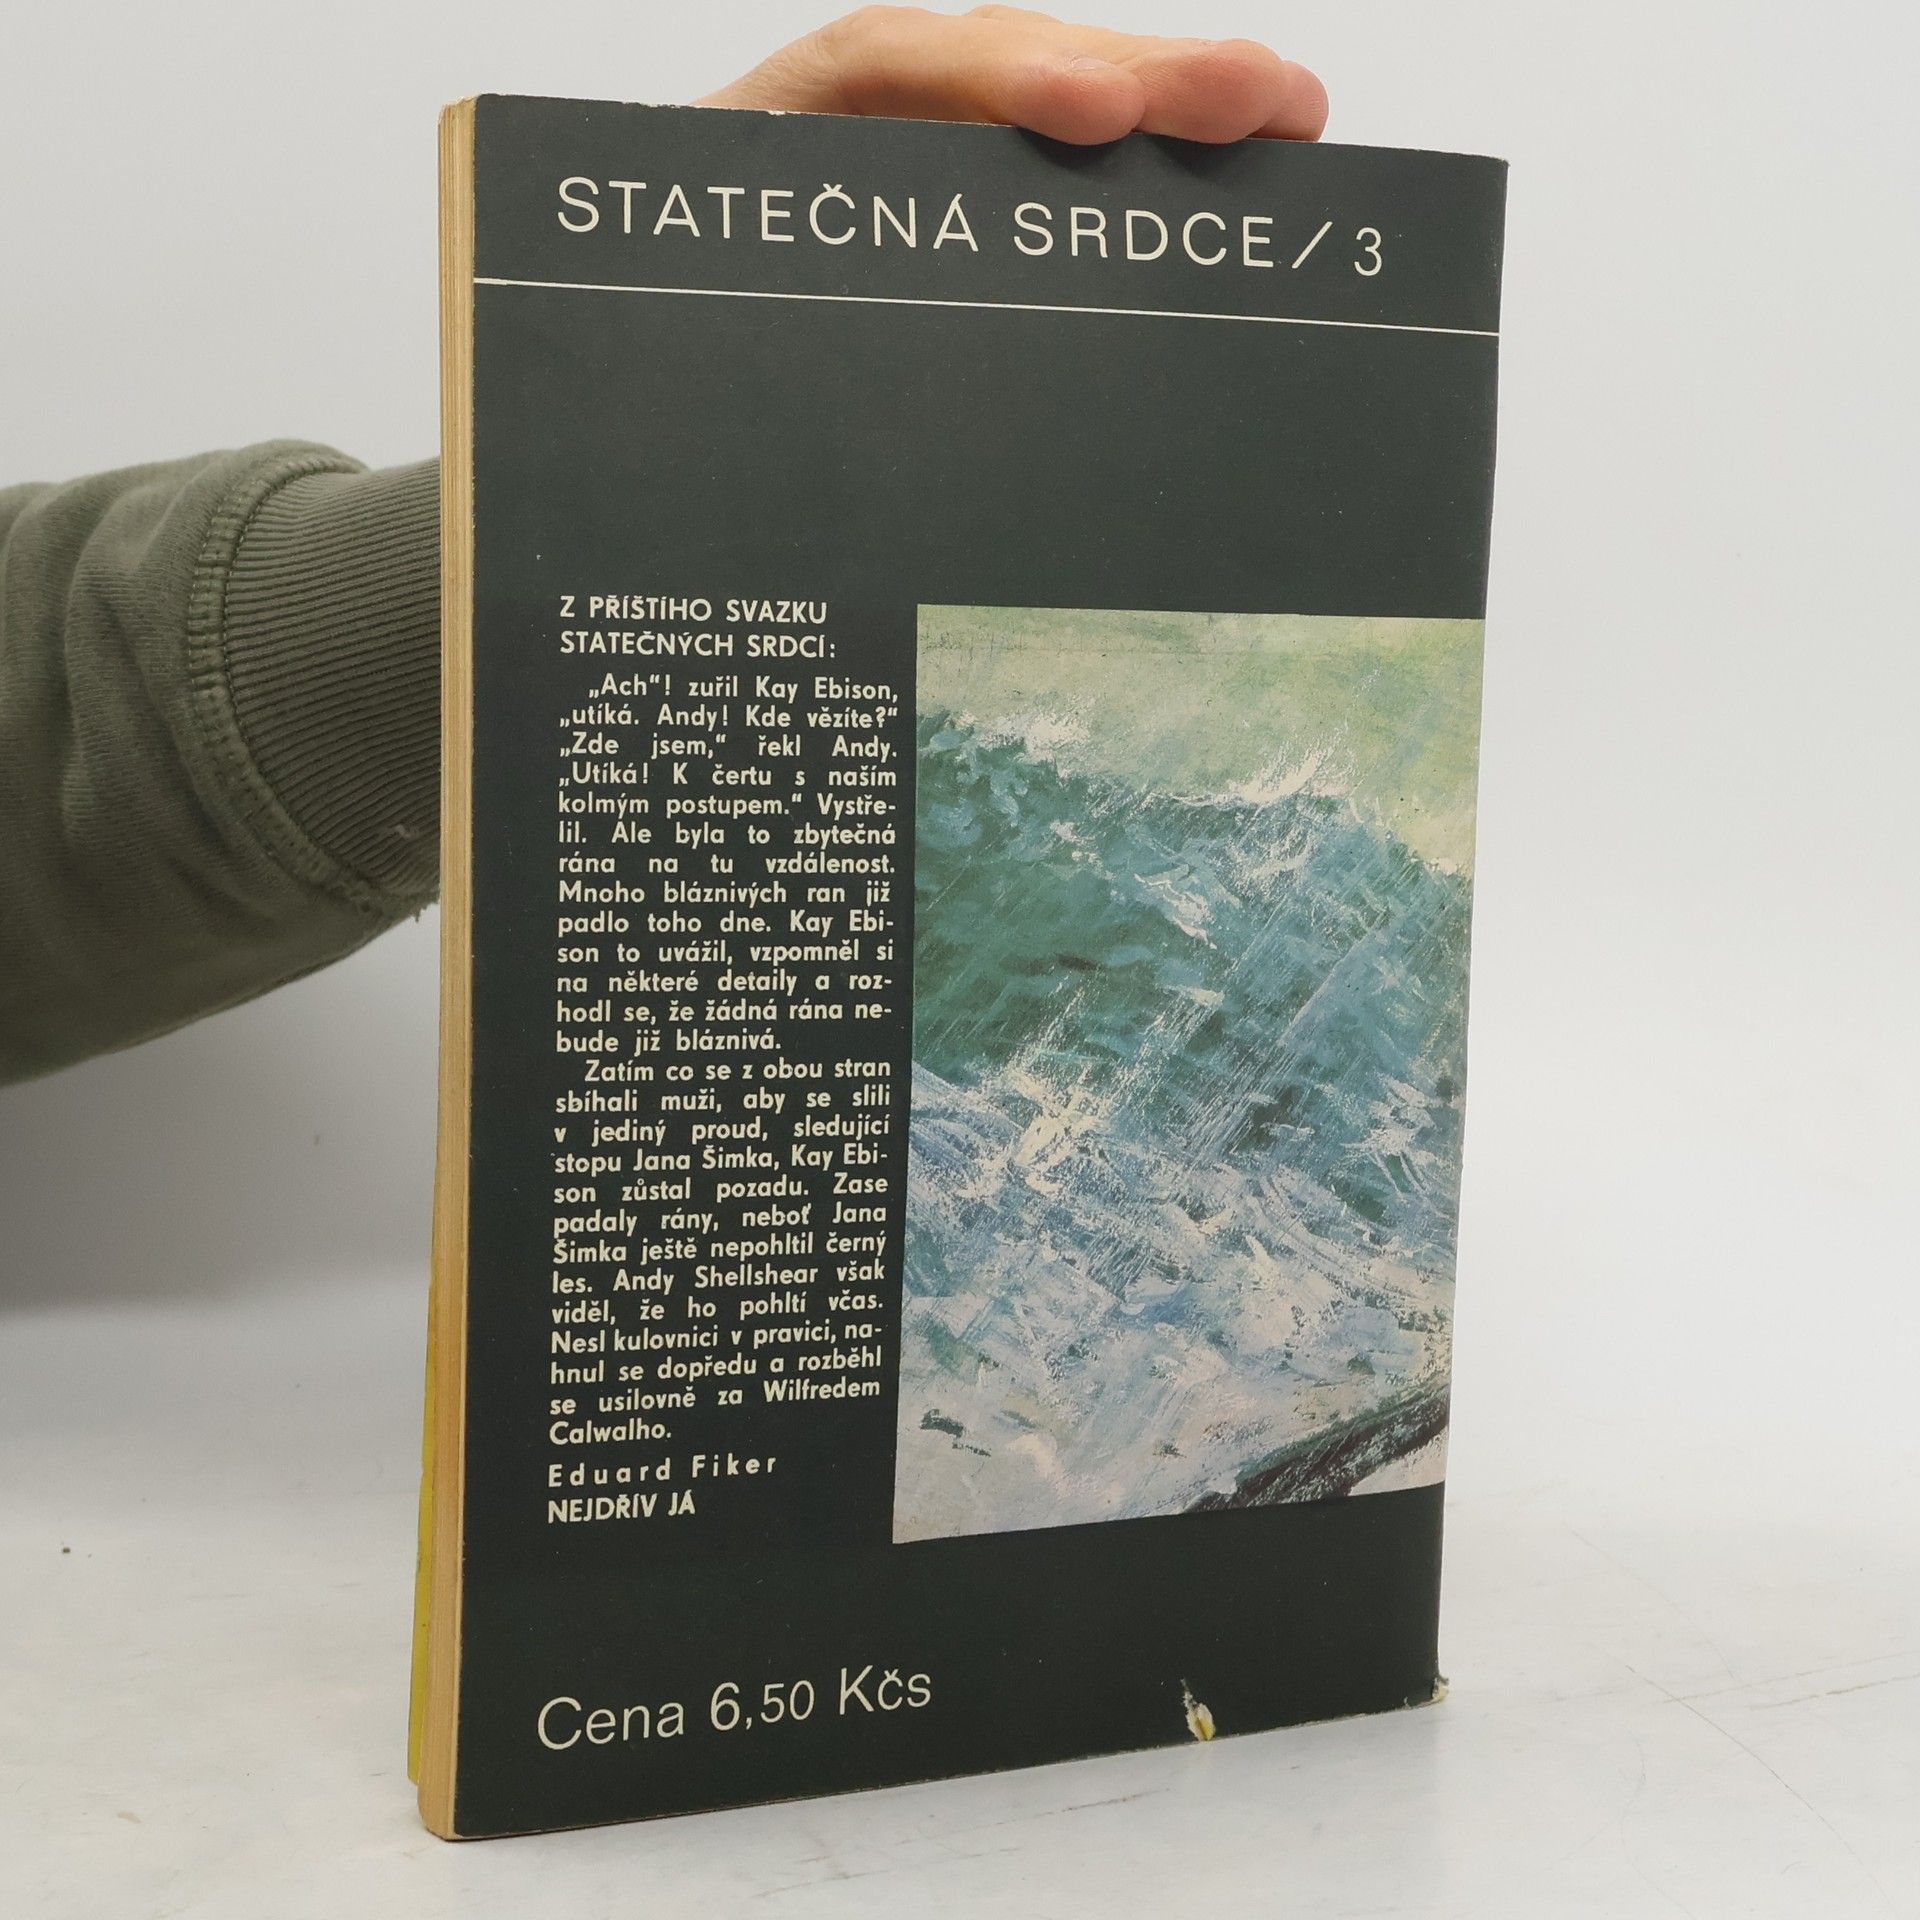 STATEČNÁ SRDCE / 3
Z PŘÍŠTÍHO SVAZKU
STATEČNÝCH SRDCÍ:
„Ach“! zuřil Kay Ebison,
„utíká. Andy! Kde vězíte?“
„Zde jsem,“ řekl Andy.
„Utíká! K čertu s naším
kolmým postupem.“ Vystře-
lil. Ale byla to zbytečná
rána na tu vzdálenost.
Mnoho bláznivých ran již
padlo toho dne. Kay Ebi-
son to uvážil, vzpomněl si
na některé detaily a roz-
hodl se, že žádná rána ne-
bude již bláznivá.
Zatím co se z obou stran
sbíhali muži, aby se slili
v jediný proud, sledující
stopu Jana Šimka, Kay Ebi-
son zůstal pozadu. Zase
padaly rány, neboť Jana
Šimka ještě nepohltil černý
les. Andy Shellshear však
viděl, že ho pohltí včas.
Nesl kulovnici v pravici, na-
hnul se dopředu a rozběhl
se usilovně za Wilfredem
Calwalho.
Eduard Fiker
NEJDŘÍV JÁ
Cena 6,50 Kčs